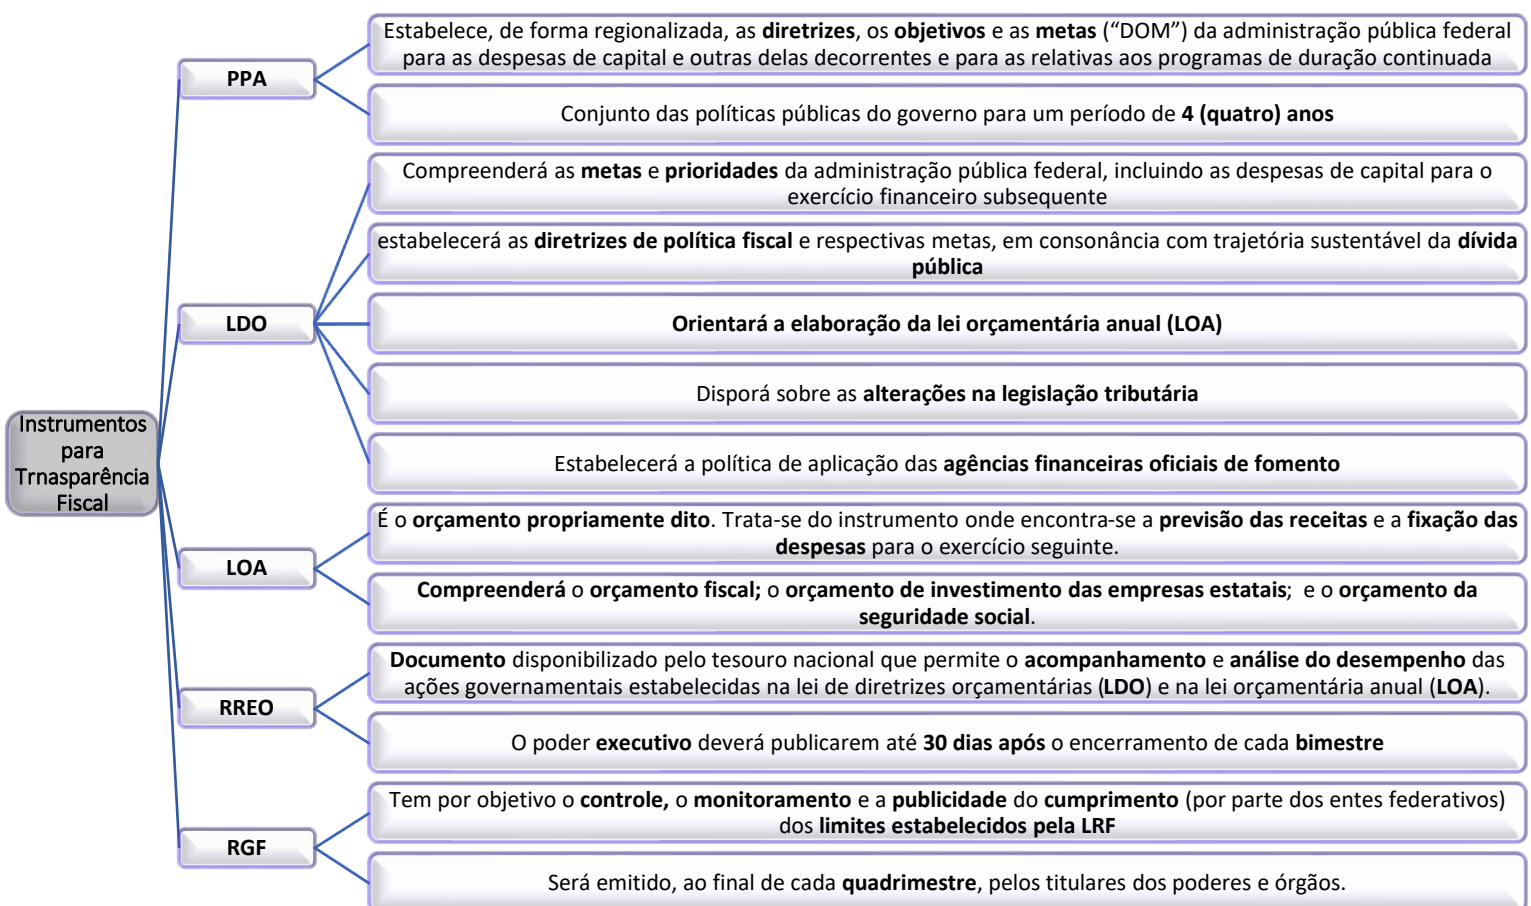 Instrumentos
para
Trnasparência
Fiscal
PPA
Estabelece, de forma regionalizada, as diretrizes, os objetivos e as metas (“DOM”) da administração pública federal
para as despesas de capital e outras delas decorrentes e para as relativas aos programas de duração continuada
Conjunto das políticas públicas do governo para um período de 4 (quatro) anos
LDO
Compreenderá as metas e prioridades da administração pública federal, incluindo as despesas de capital para o
exercício financeiro subsequente
estabelecerá as diretrizes de política fiscal e respectivas metas, em consonância com trajetória sustentável da dívida
pública
Orientará a elaboração da lei orçamentária anual (LOA)
Disporá sobre as alterações na legislação tributária
Estabelecerá a política de aplicação das agências financeiras oficiais de fomento
LOA
É o orçamento propriamente dito. Trata-se do instrumento onde encontra-se a previsão das receitas e a fixação das
despesas para o exercício seguinte.
Compreenderá o orçamento fiscal; o orçamento de investimento das empresas estatais; e o orçamento da
seguridade social.
RREO
Documento disponibilizado pelo tesouro nacional que permite o acompanhamento e análise do desempenho das
ações governamentais estabelecidas na lei de diretrizes orçamentárias (LDO) e na lei orçamentária anual (LOA).
O poder executivo deverá publicarem até 30 dias após o encerramento de cada bimestre
RGF
Tem por objetivo o controle, o monitoramento e a publicidade do cumprimento (por parte dos entes federativos)
dos limites estabelecidos pela LRF
Será emitido, ao final de cada quadrimestre, pelos titulares dos poderes e órgãos.